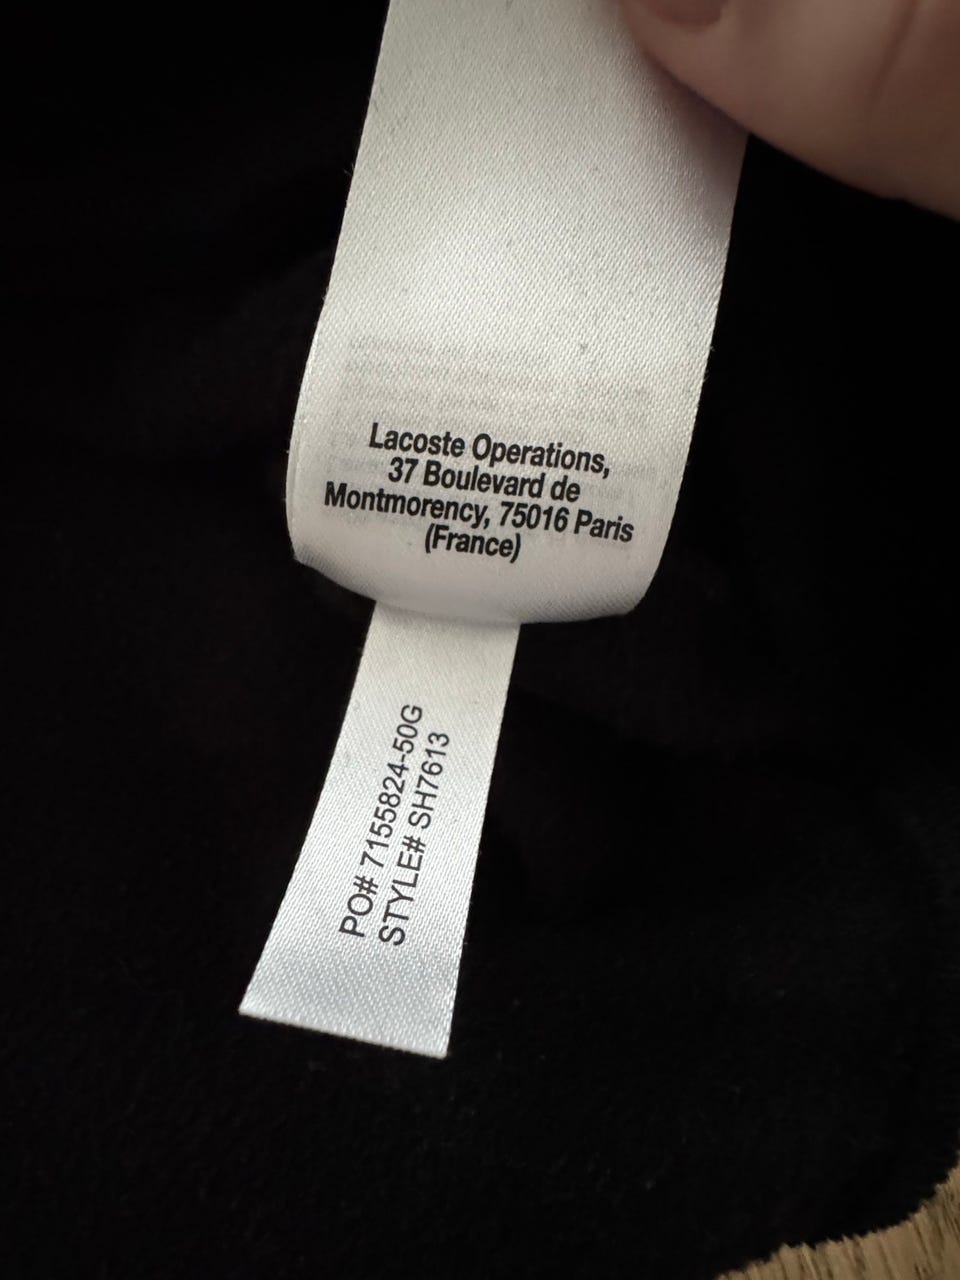 Lacoste Operations,
37 Boulevard de
Montmorency, 75016 Paris
(France)
PO# 7155824-50G
STYLE# SH7613